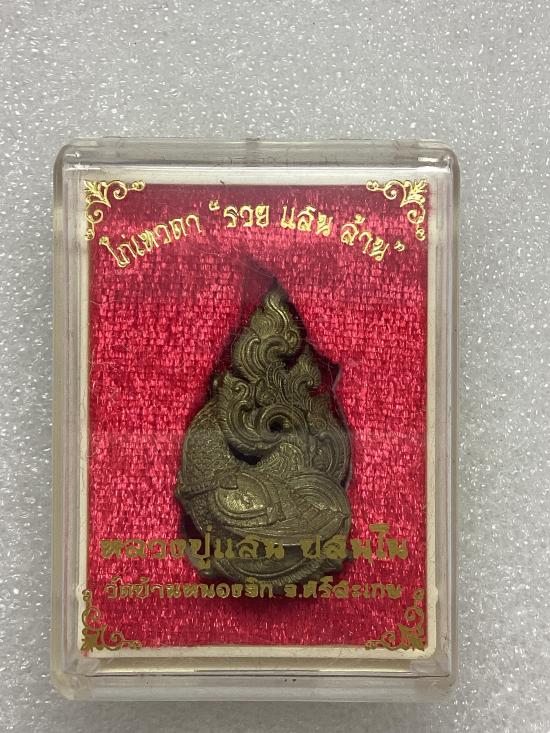 ไก่เทวดา "รวย แสน ล้าน"
หลวงปู่แสน ปสนฺโน
วัดบ้านหนองจิก จ.ศรีสะเกษ